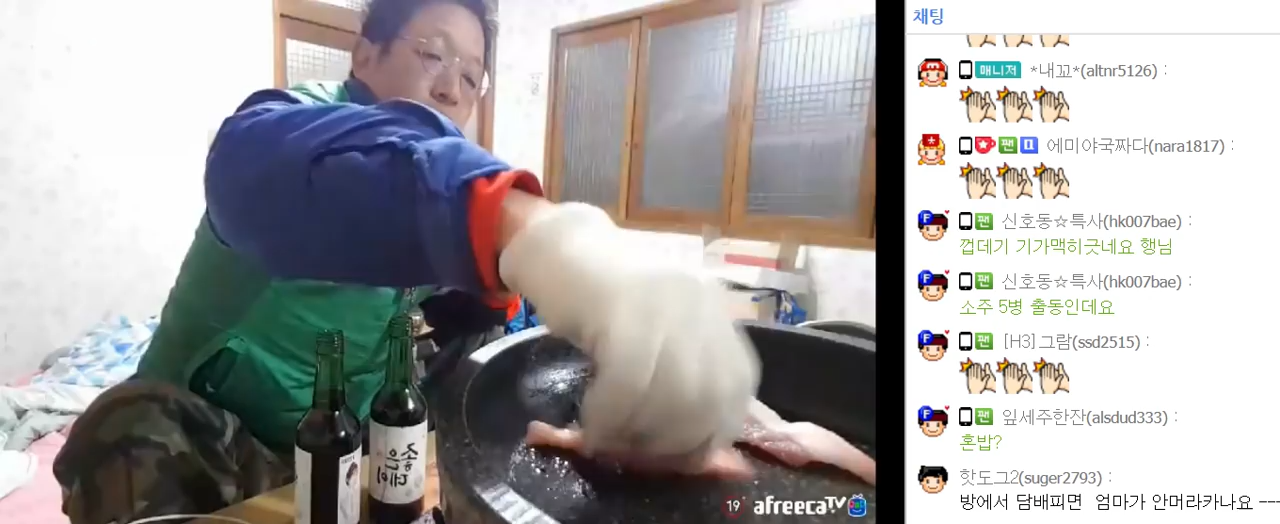 채팅
매니저 *내꼬*(altnr5126) :
팬 에미야국짜다(nara1817) :
팬 신호동☆특사(hk007bae) :
껍데기 기가맥히긋네요 행님
팬 신호동☆특사(hk007bae) :
소주 5병 출동인데요
[H3]그람(ssd2515) :
팬 잎세주한잔(alsdud333) :
혼밥?
핫도그2(suger2793) :
방에서 담배피면 엄마가 안머라카나요 ---
좋은데이
19 afreecaTV